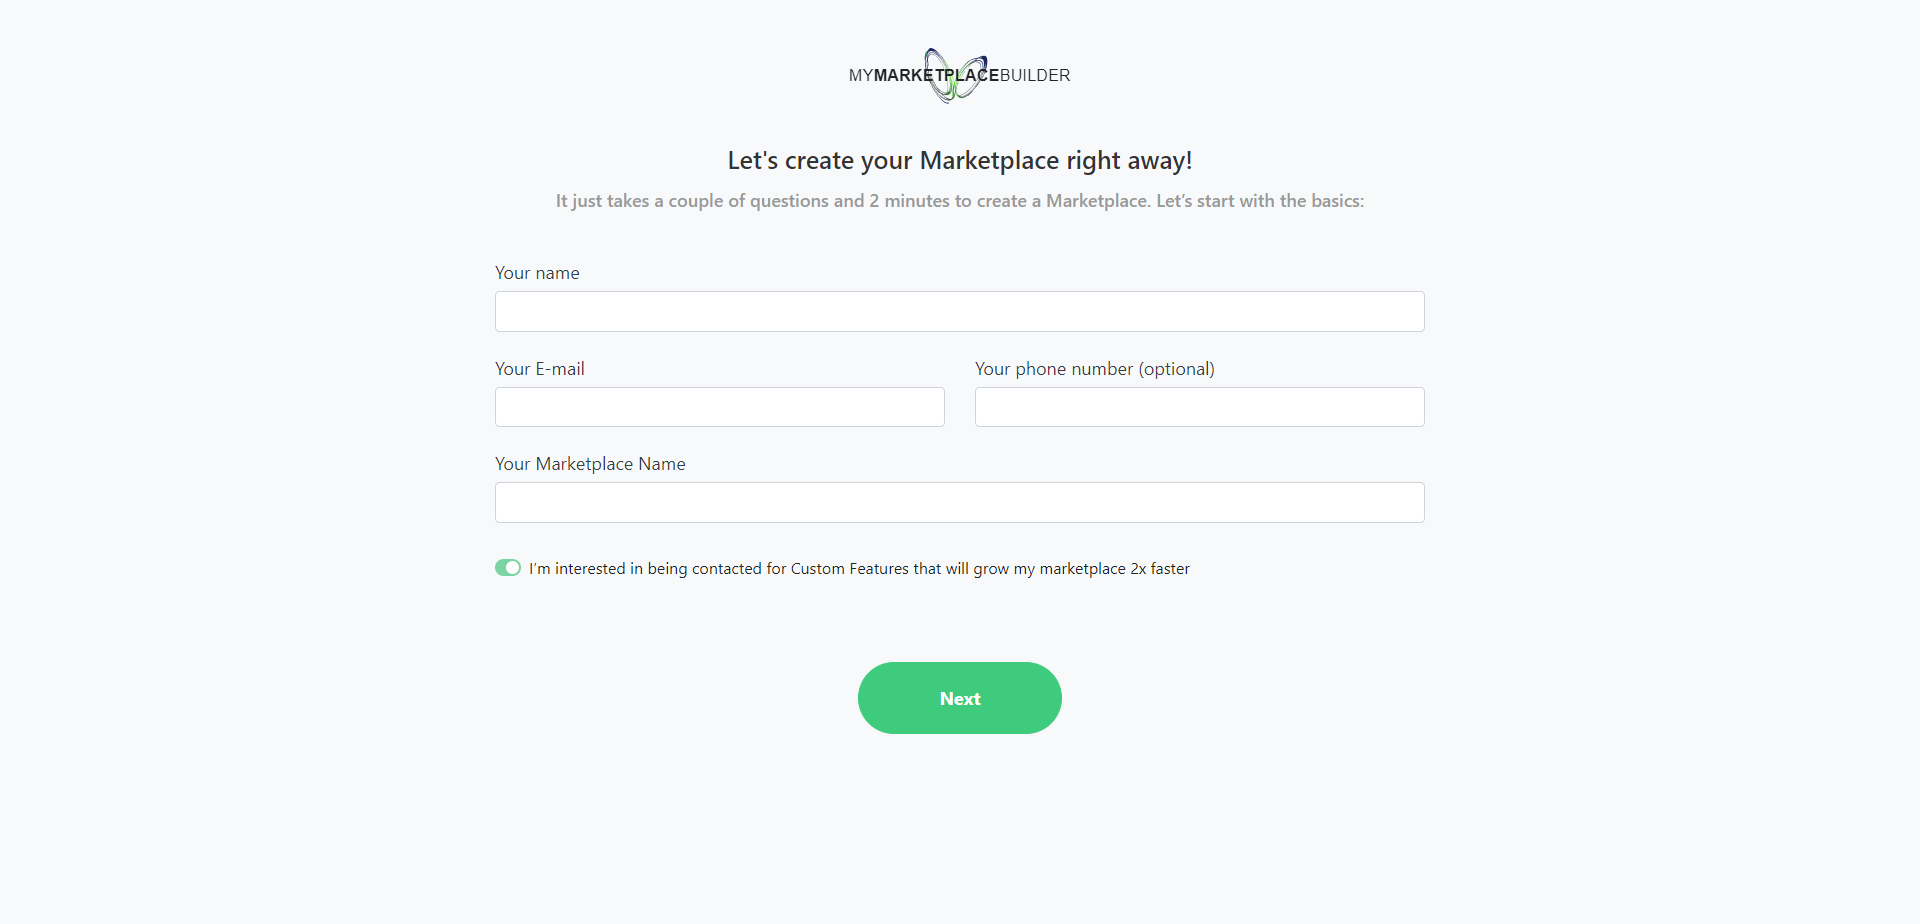 MYMARKETPLACEBUILDER
Let's create your Marketplace right away!
It just takes a couple of questions and 2 minutes to create a Marketplace. Let’s start with the basics:
Your name
Your E-mail
Your phone number (optional)
Your Marketplace Name
I’m interested in being contacted for Custom Features that will grow my marketplace 2x faster
Next